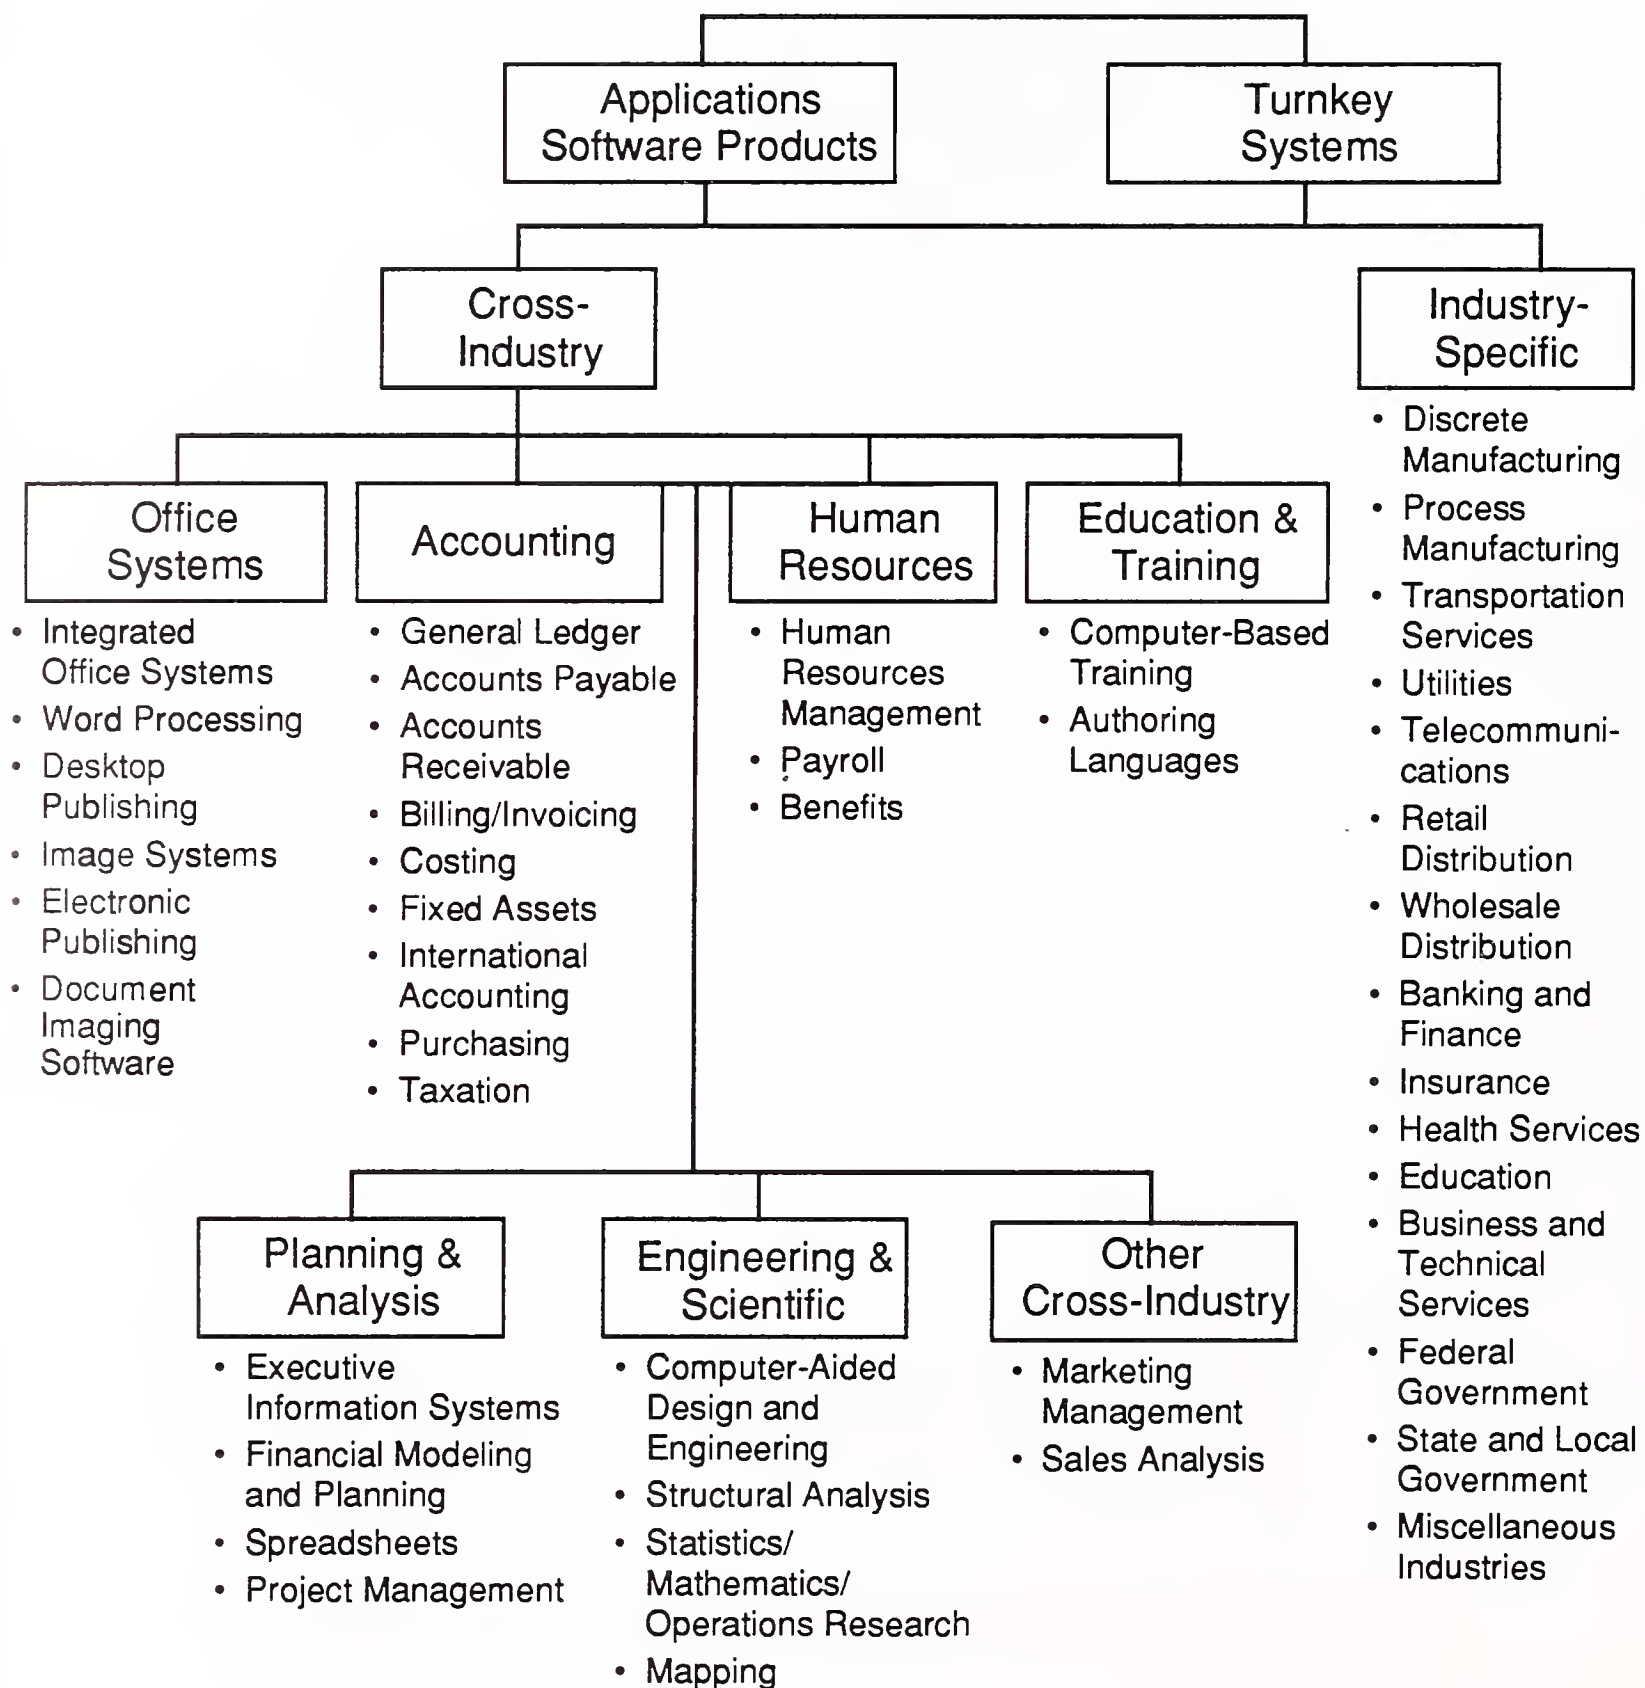 Applications
Software Products
Turnkey
Systems
Cross-
Industry
Industry-
Specific
• Discrete
Manufacturing
• Process
Manufacturing
• Transportation
Services
• Utilities
• Telecommuni-
cations
• Retail
Distribution
• Wholesale
Distribution
• Banking and
Finance
• Insurance
• Health Services
• Education
• Business and
Technical
Services
• Federal
Government
• State and Local
Government
• Miscellaneous
Industries
Office
Systems
• Integrated
Office Systems
• Word Processing
• Desktop
Publishing
• Image Systems
• Electronic
Publishing
• Document
Imaging
Software
Accounting
• General Ledger
• Accounts Payable
• Accounts
Receivable
• Billing/Invoicing
• Costing
• Fixed Assets
• International
Accounting
• Purchasing
• Taxation
Human
Resources
• Human
Resources
Management
• Payroll
• Benefits
Education &
Training
• Computer-Based
Training
• Authoring
Languages
Planning &
Analysis
• Executive
Information Systems
• Financial Modeling
and Planning
• Spreadsheets
• Project Management
Engineering &
Scientific
• Computer-Aided
Design and
Engineering
• Structural Analysis
• Statistics/
Mathematics/
Operations Research
• Mapping
Other
Cross-Industry
• Marketing
Management
• Sales Analysis